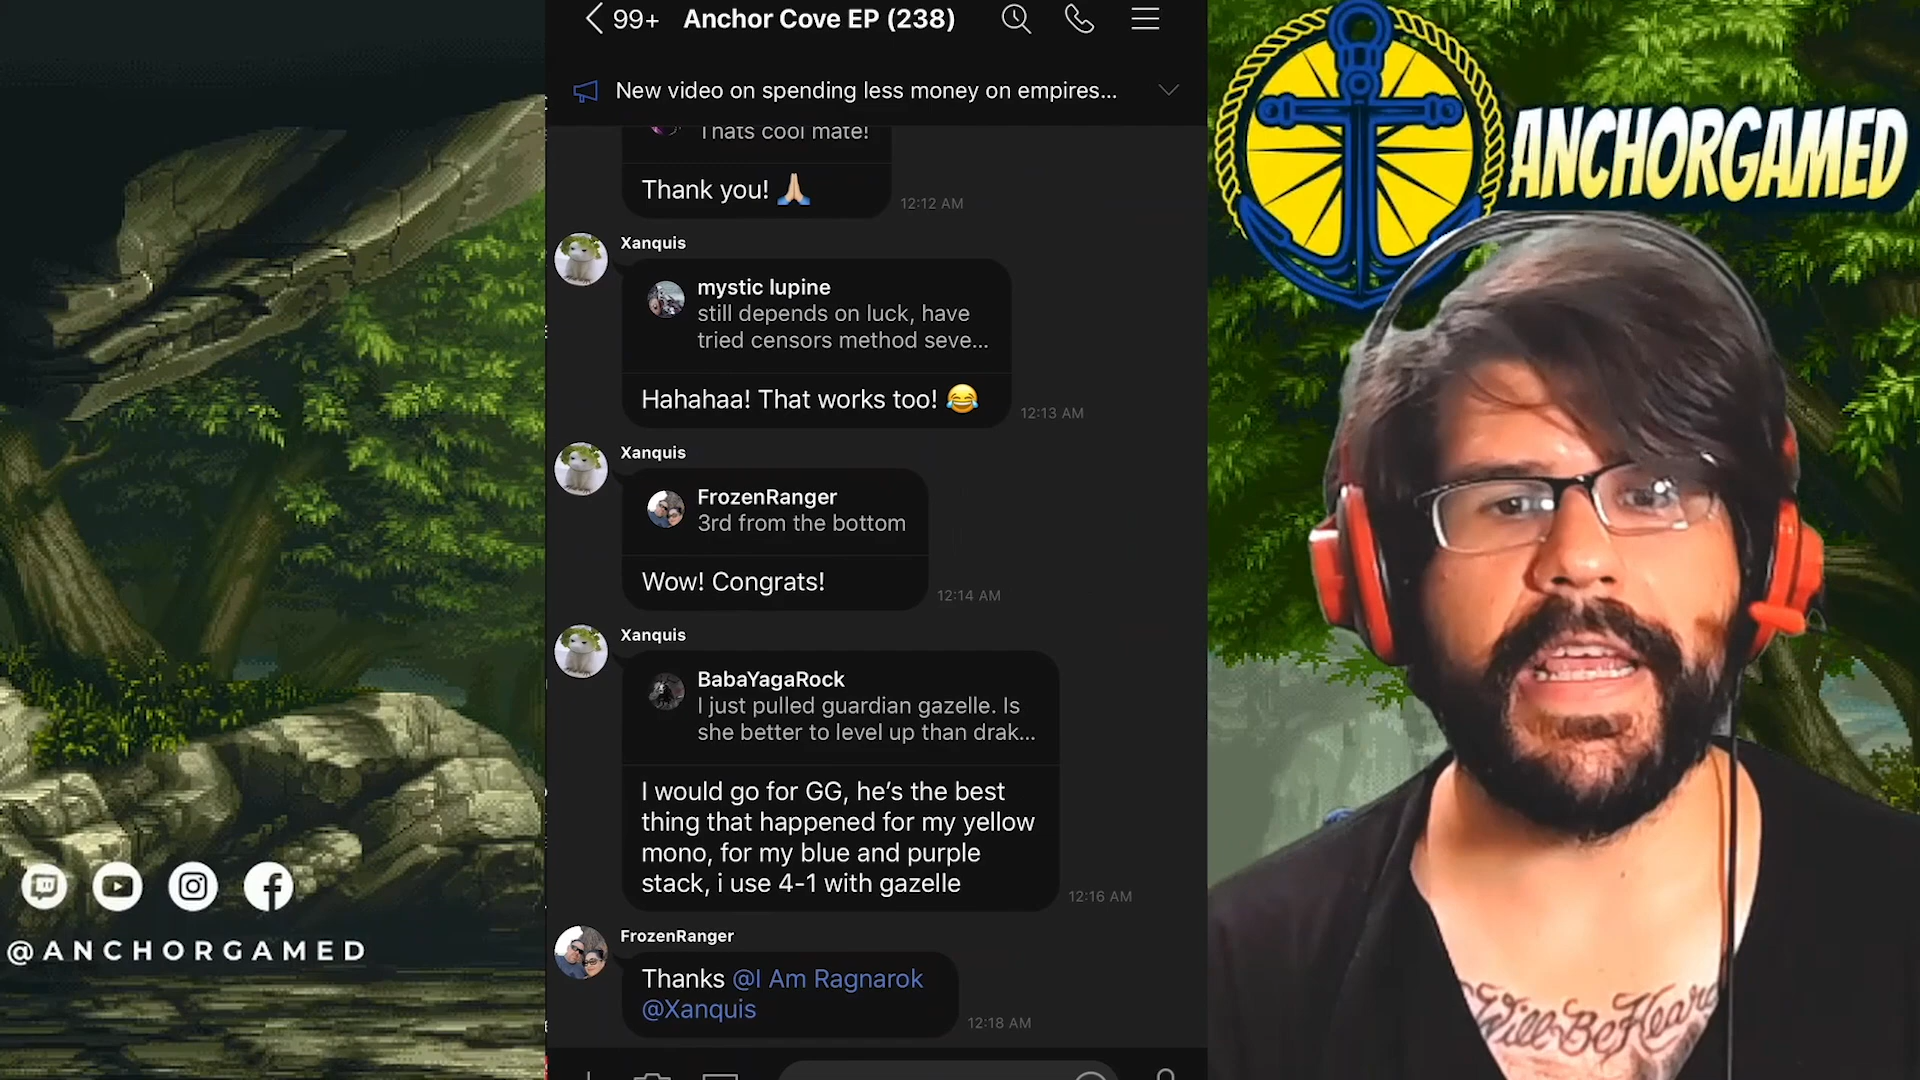 99+
Anchor Cove EP (238)
New video on spending less money on empires...
Thats cool mate!
Thank you! 🙏🏼
12:12 AM
Xanquis
mystic lupine
still depends on luck, have
tried censors method seve...
Hahahaa! That works too! 😂
12:13 AM
Xanquis
FrozenRanger
3rd from the bottom
Wow! Congrats!
12:14 AM
Xanquis
BabaYagaRock
I just pulled guardian gazelle. Is
she better to level up than drak...
I would go for GG, he's the best
thing that happened for my yellow
mono, for my blue and purple
stack, i use 4-1 with gazelle
12:16 AM
FrozenRanger
Thanks @I Am Ragnarok
@Xanquis
12:18 AM
@ANCHORGAMED
ANCHORGAMED
Will Be Heard